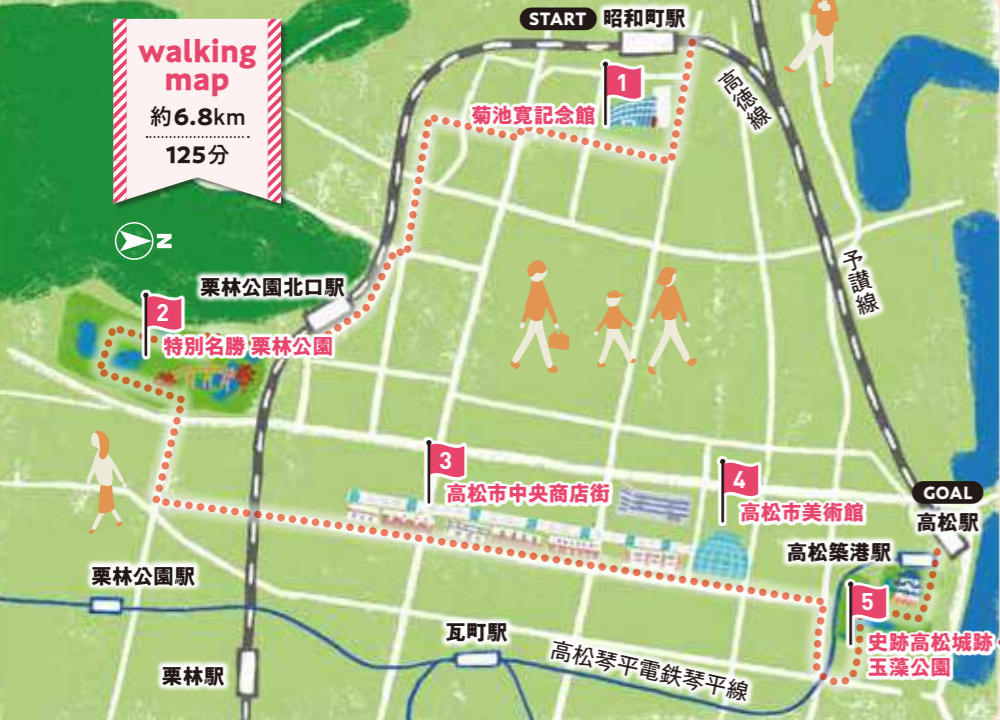 walking
map
約6.8km
125分
N
START 昭和町駅
1
菊池寛記念館
高徳線
予讃線
栗林公園北口駅
2
特別名勝 栗林公園
3
高松市中央商店街
4
高松市美術館
GOAL
高松駅
高松築港駅
5
史跡高松城跡・
玉藻公園
栗林公園駅
瓦町駅
高松琴平電鉄琴平線
栗林駅